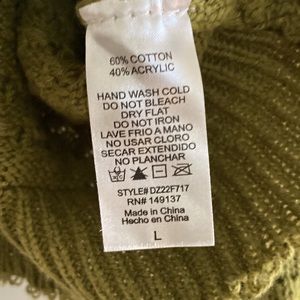 60% COTTON
40% ACRYLIC
HAND WASH COLD
DO NOT BLEACH
DRY FLAT
DO NOT IRON
LAVE FRIO A MANO
NO USAR CLORO
SECAR EXTENDIDO
NO PLANCHAR
STYLE# DZ22F717
RN# 149137
Made in China
Hecho en China
L